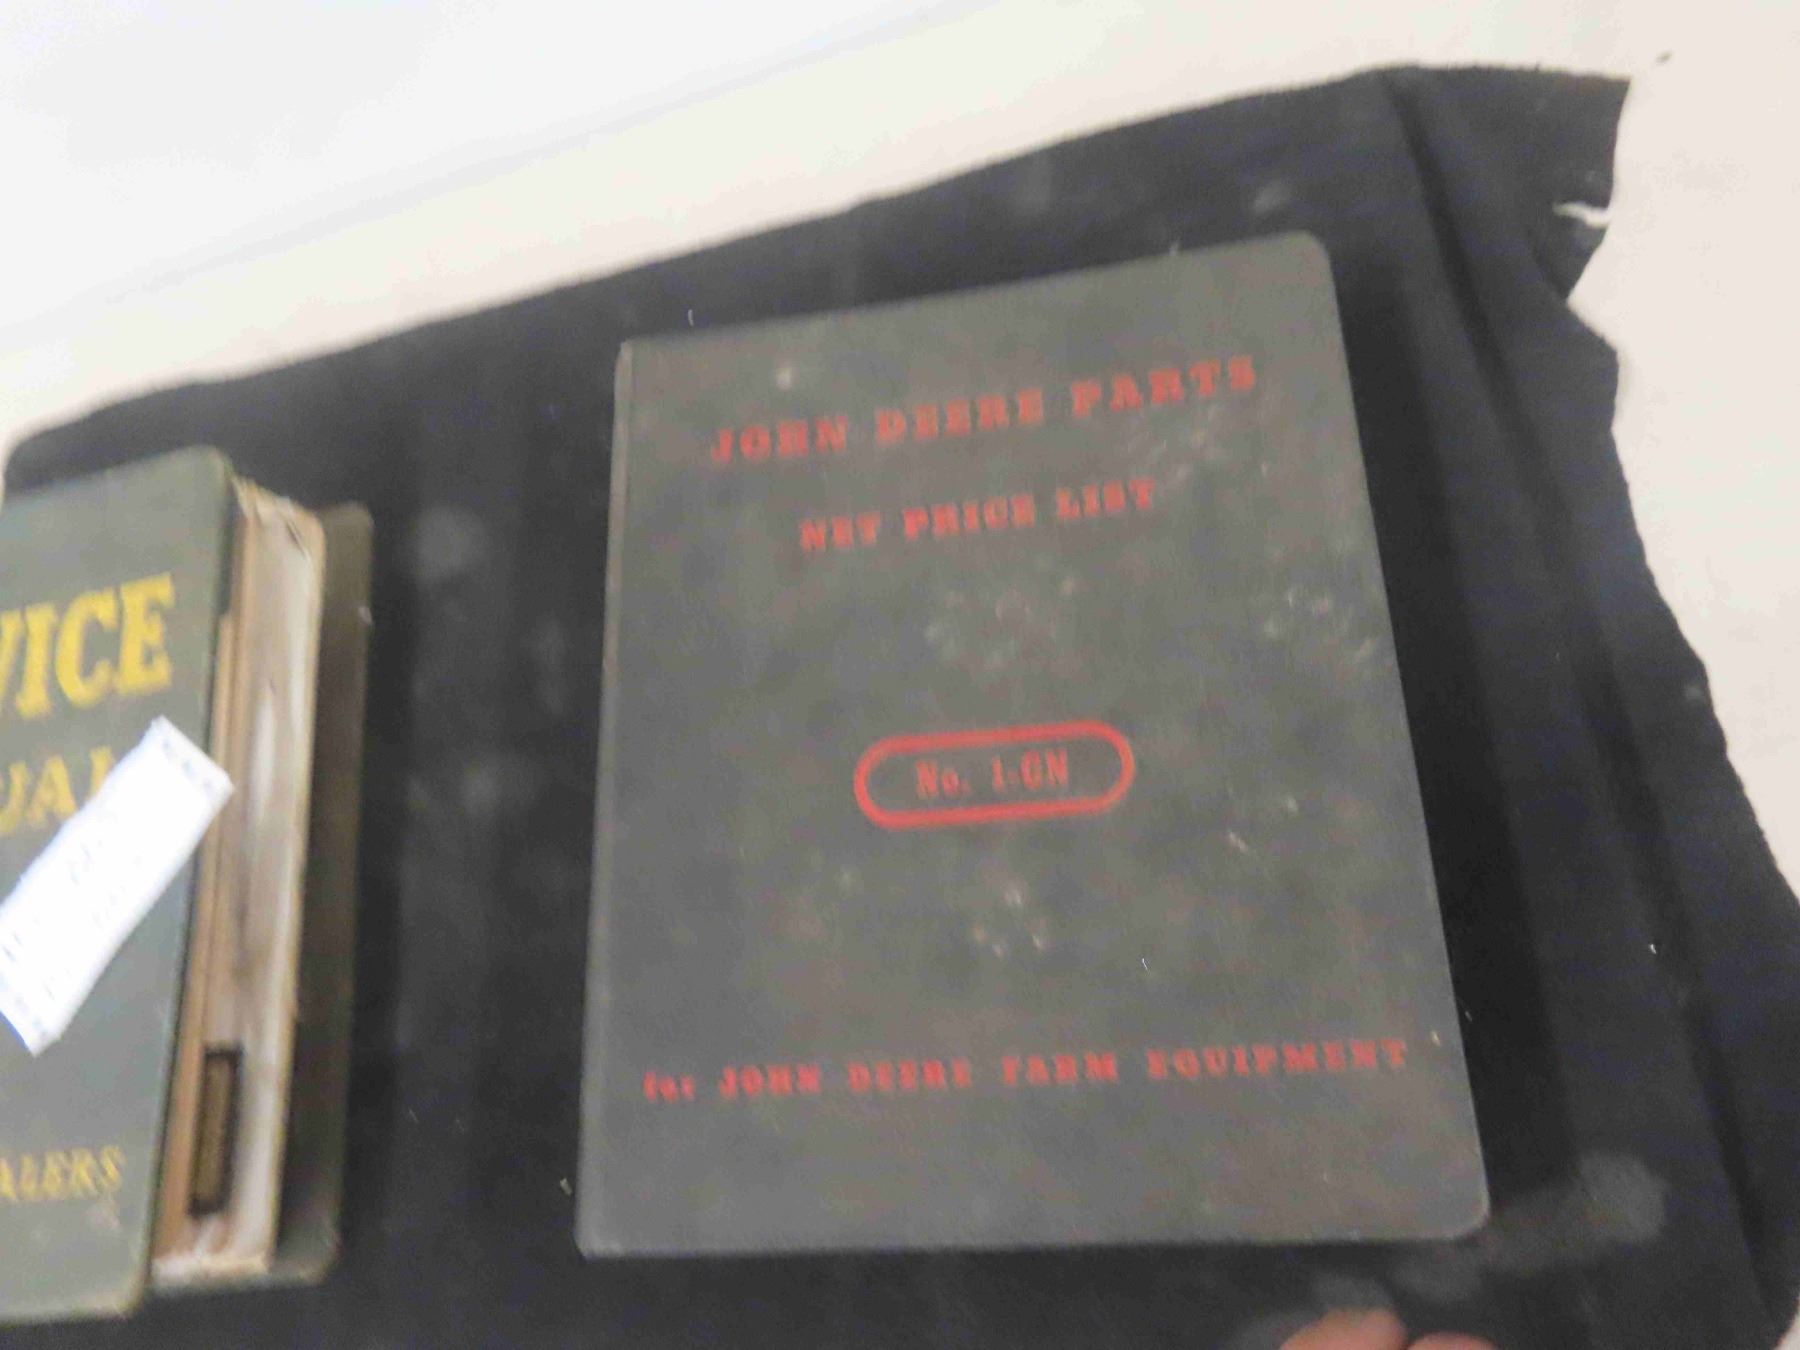 VICE
UAL
ALERS
JOHN DEERE PARTS
NET PRICE LIST
No. 1-GN
for JOHN DEERE FARM EQUIPMENT